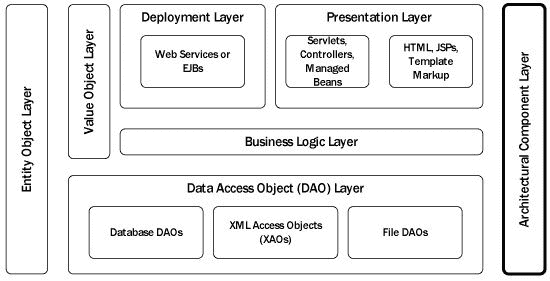 Entity Object Layer
Value Object Layer
Deployment Layer
Web Services or
EJBs
Presentation Layer
Servlets,
Controllers,
Managed
Beans
HTML, JSPs,
Template
Markup
Business Logic Layer
Data Access Object (DAO) Layer
Database DAOs
XML Access Objects
(XAOs)
File DAOs
Architectural Component Layer